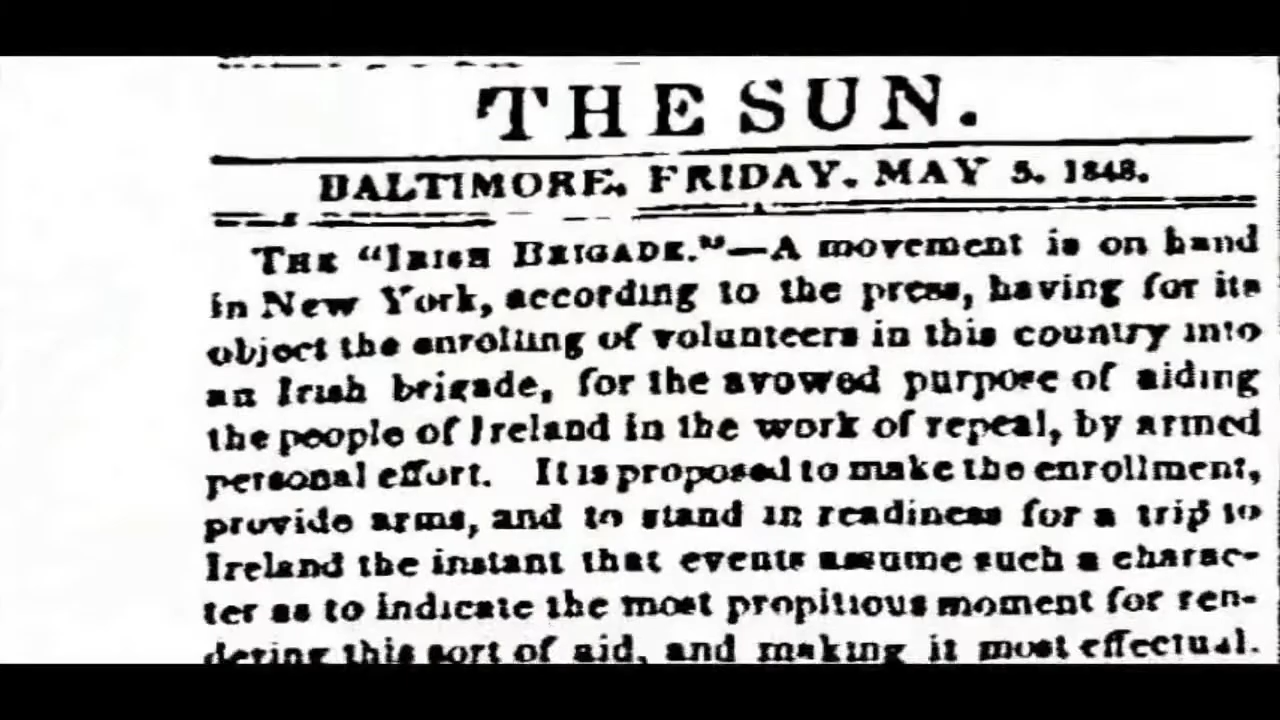 THE SUN.
BALTIMORE, FRIDAY, MAY 5, 1848.
THE "IRISH BRIGADE."—A movement is on hand
in New York, according to the press, having for its
object the enrolling of volunteers in this country into
an Irish brigade, for the avowed purpose of aiding
the people of Ireland in the work of repeal, by armed
personal effort. It is proposed to make the enrollment,
provide arms, and to stand in readiness for a trip to
Ireland the instant that events assume such a charac-
ter as to indicate the most propitious moment for ren-
dering this sort of aid, and making it most effectual.